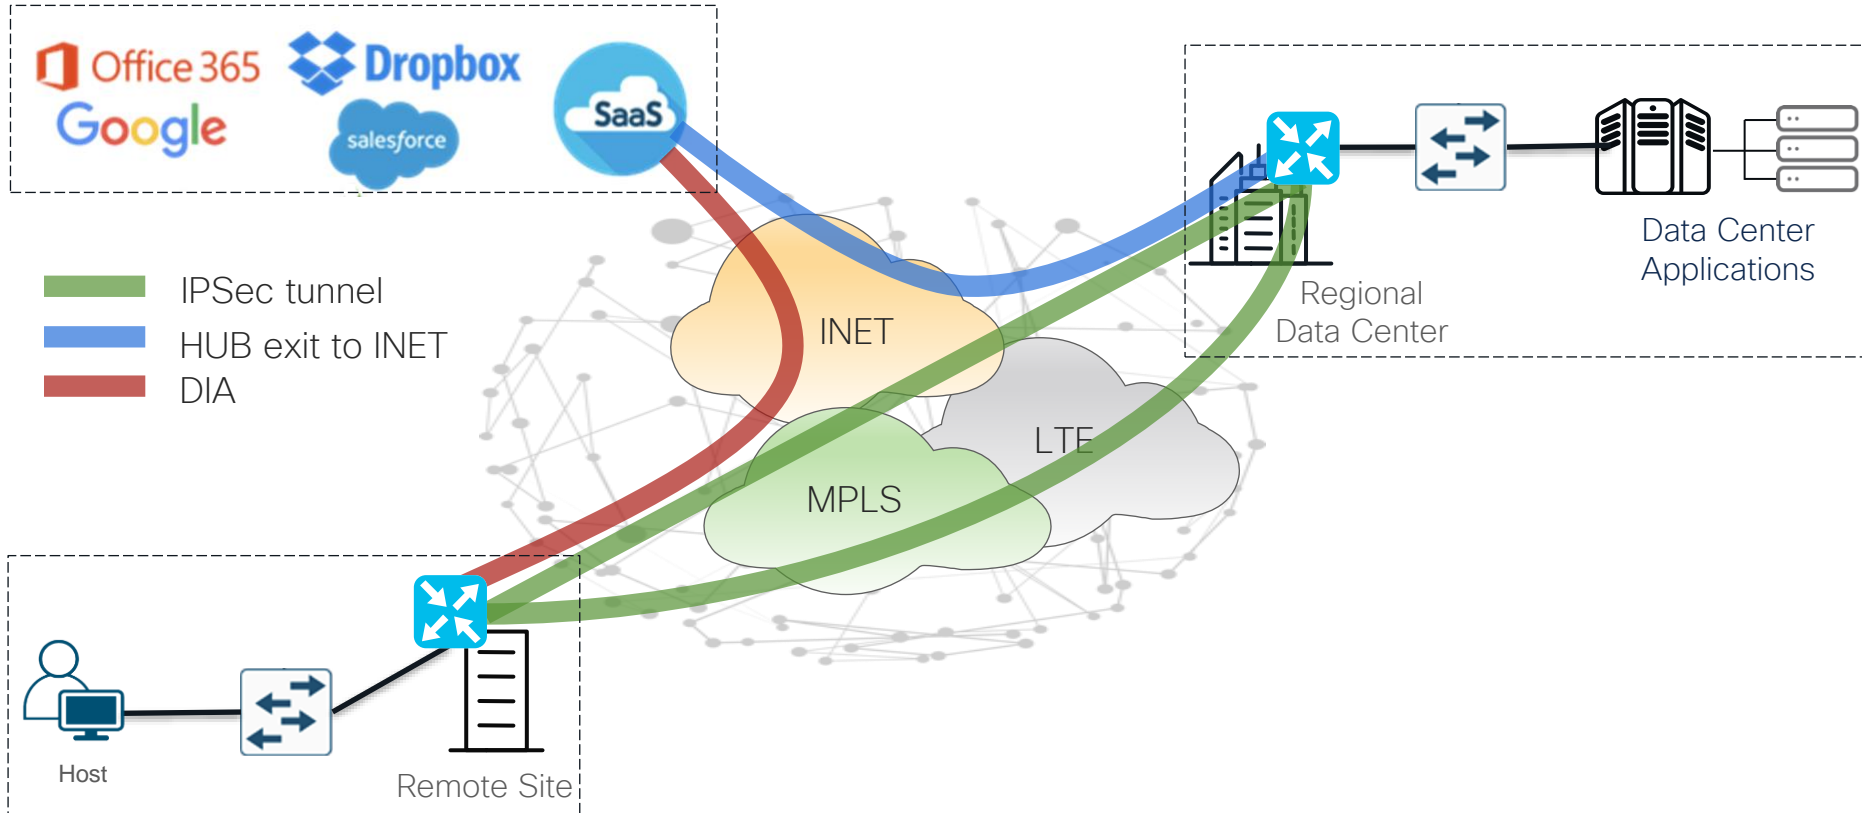 Office 365
Dropbox
Google
salesforce
SaaS
IPSec tunnel
HUB exit to INET
DIA
INET
LTE
MPLS
Regional
Data Center
Data Center
Applications
Host
Remote Site